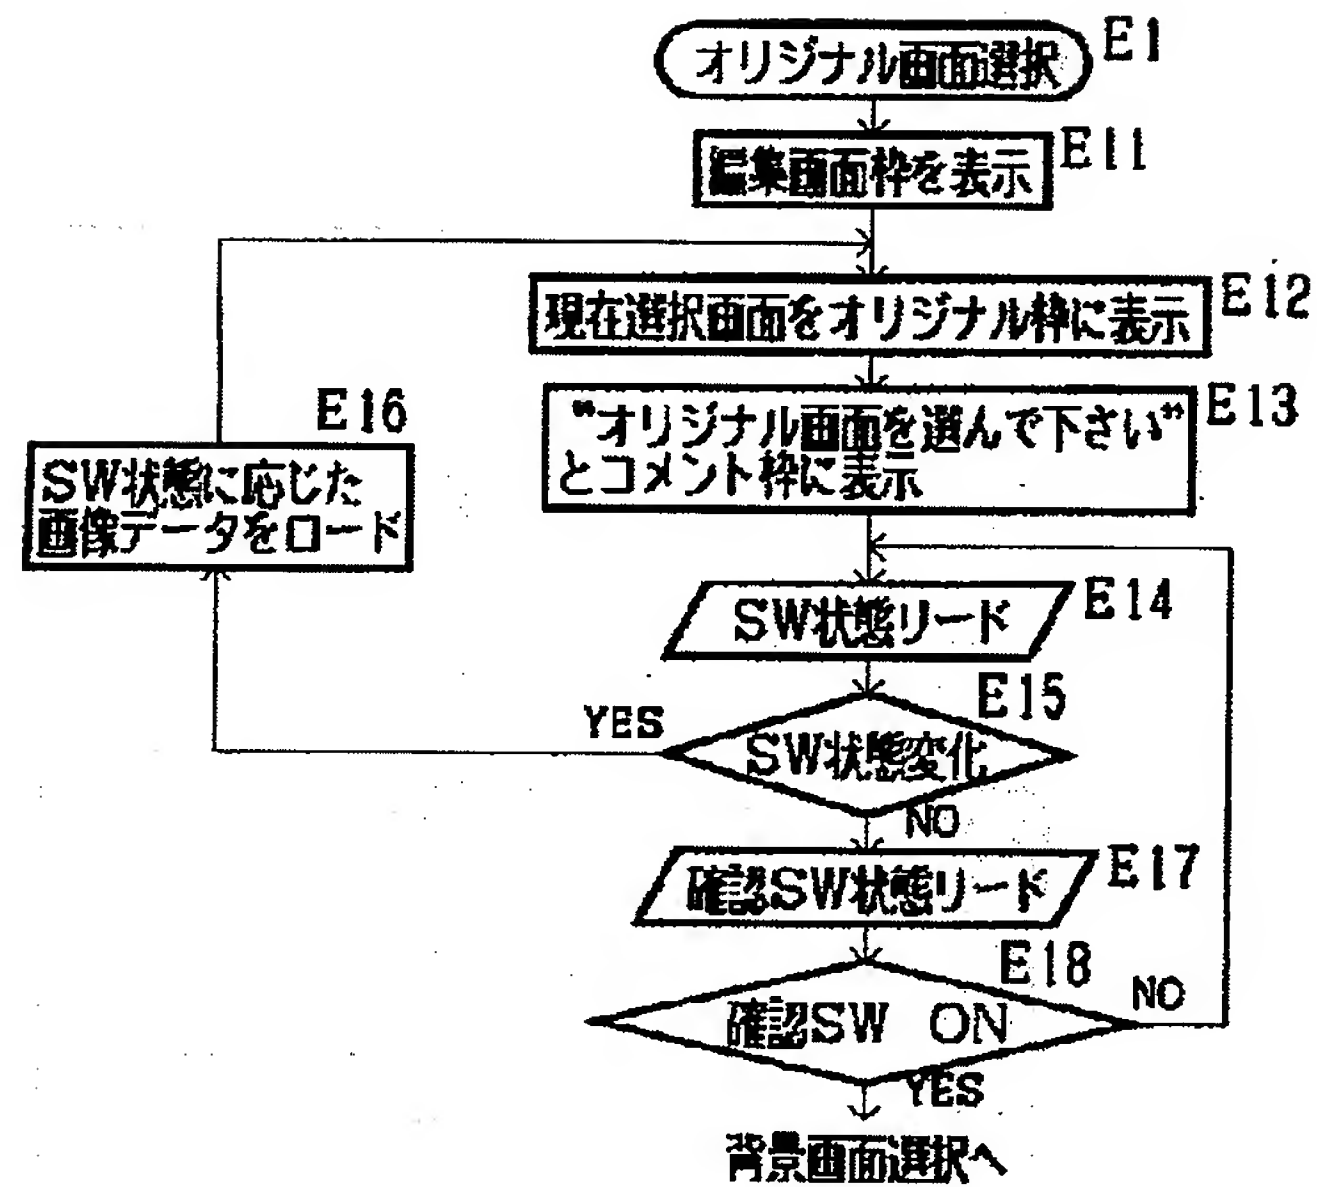 オリジナル画面選択
E1
編集画面枠を表示
E11
現在選択画面をオリジナル枠に表示
E12
“オリジナル画面を選んで下さい”
とコメント枠に表示
E13
E16
SW状態に応じた
画像データをロード
SW状態リード
E14
E15
YES
SW状態変化
NO
確認SW状態リード
E17
E18
確認SW ON
NO
YES
背景画面選択へ